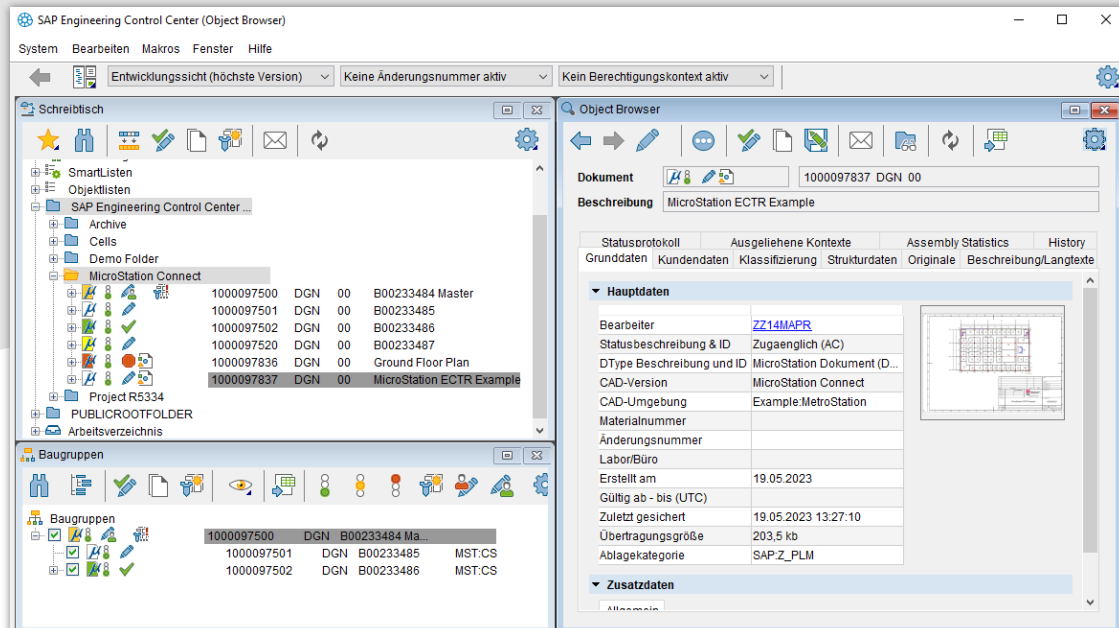 SAP Engineering Control Center (Object Browser)
System Bearbeiten Makros Fenster Hilfe
Entwicklungssicht (höchste Version) Keine Änderungsnummer aktiv Kein Berechtigungskontext aktiv
Schreibtisch
SmartListen
Objektlisten
SAP Engineering Control Center ...
Archive
Cells
Demo Folder
MicroStation Connect
1000097500 DGN 00 B00233484 Master
1000097501 DGN 00 B00233485
1000097502 DGN 00 B00233486
1000097520 DGN 00 B00233487
1000097836 DGN 00 Ground Floor Plan
1000097837 DGN 00 MicroStation ECTR Example
Project R5334
PUBLICROOTFOLDER
Arbeitsverzeichnis
Baugruppen
Baugruppen
1000097500 DGN B00233484 Ma...
1000097501 DGN B00233485 MST:CS
1000097502 DGN B00233486 MST:CS
Object Browser
Dokument 1000097837 DGN 00
Beschreibung MicroStation ECTR Example
Statusprotokoll Ausgeliehene Kontexte Assembly Statistics History
Grunddaten Kundendaten Klassifizierung Strukturdaten Originale Beschreibung/Langtexte
Hauptdaten
Bearbeiter ZZ14MAPR
Statusbeschreibung & ID Zugaenglich (AC)
DType Beschreibung und ID MicroStation Dokument (D...
CAD-Version MicroStation Connect
CAD-Umgebung Example:MetroStation
Materialnummer
Änderungsnummer
Labor/Büro
Erstellt am 19.05.2023
Gültig ab - bis (UTC)
Zuletzt gesichert 19.05.2023 13:27:10
Übertragungsgröße 203,5 kb
Ablagekategorie SAP:Z_PLM
Zusatzdaten
Allgemein